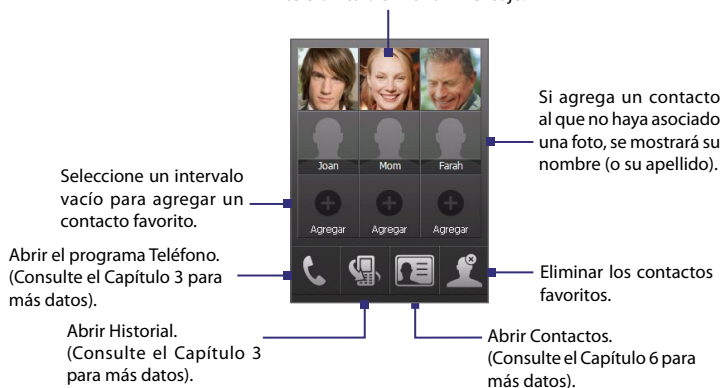 Si agrega un contacto
al que no haya asociado
una foto, se mostrará su
nombre (o su apellido).
Joan Mom Farah
Seleccione un intervalo
vacío para agregar un
contacto favorito.
Agregar Agregar Agregar
Abrir el programa Teléfono.
(Consulte el Capítulo 3 para
más datos).
Eliminar los contactos
favoritos.
Abrir Historial.
(Consulte el Capítulo 3
para más datos).
Abrir Contactos.
(Consulte el Capítulo 6 para
más datos).